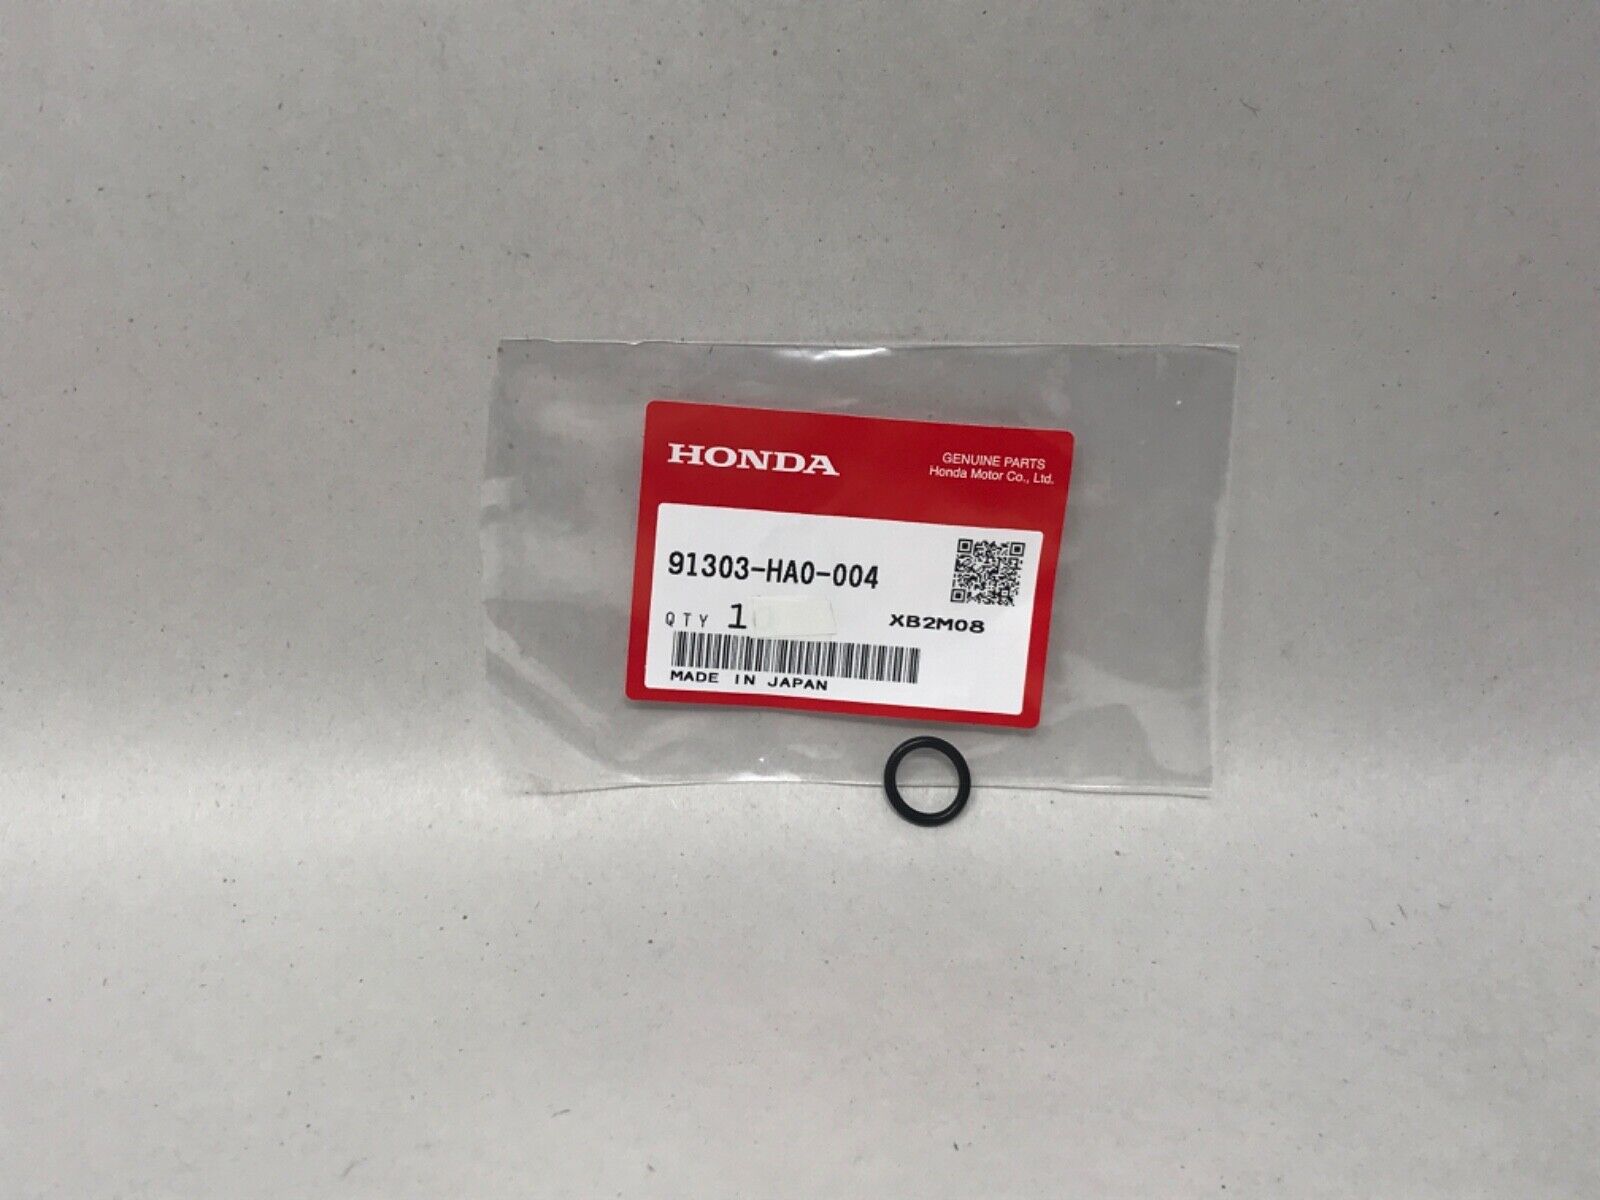 HONDA
GENUINE PARTS
Honda Motor Co., Ltd.
91303-HA0-004
QTY 1
XB2M08
MADE IN JAPAN